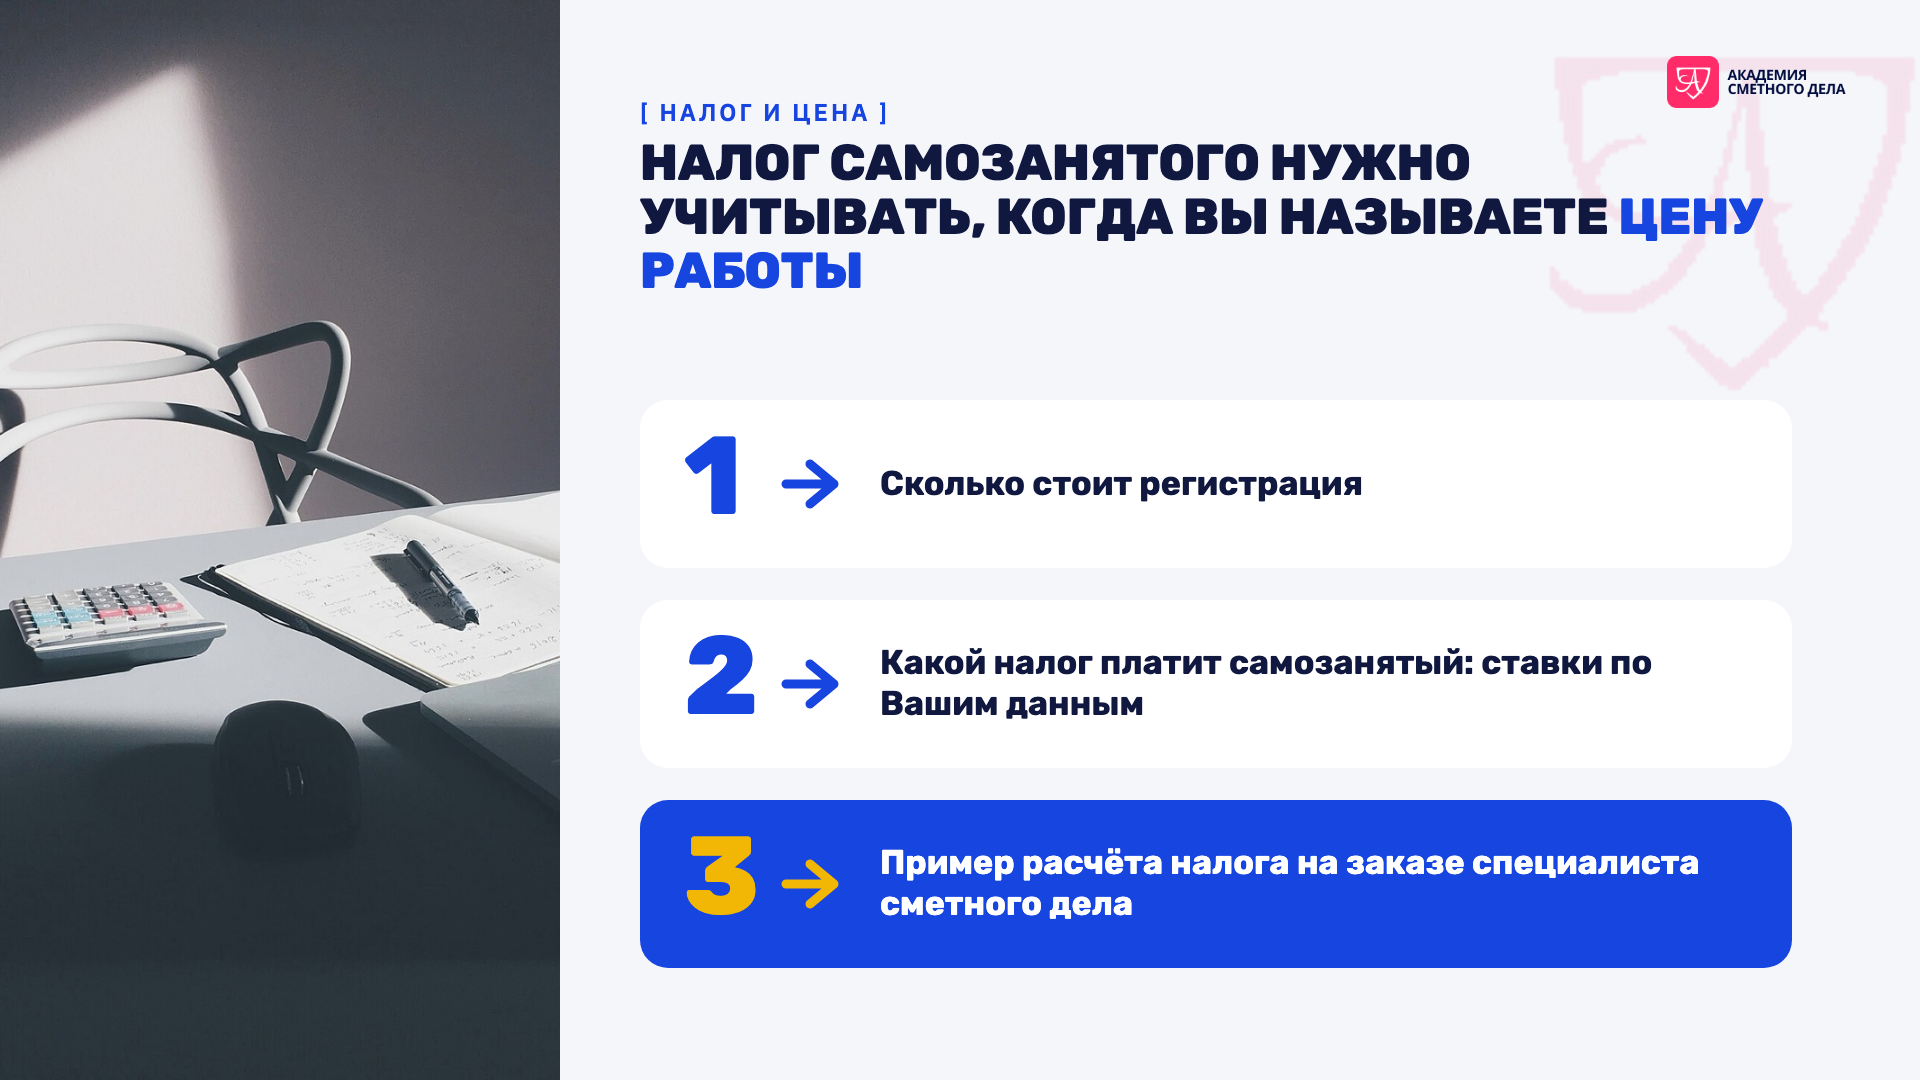 АКАДЕМИЯ
СМЕТНОГО ДЕЛА
[ НАЛОГ И ЦЕНА ]
НАЛОГ САМОЗАНЯТОГО НУЖНО
УЧИТЫВАТЬ, КОГДА ВЫ НАЗЫВАЕТЕ ЦЕНУ
РАБОТЫ
1 → Сколько стоит регистрация
2 → Какой налог платит самозанятый: ставки по
Вашим данным
3 → Пример расчёта налога на заказе специалиста
сметного дела